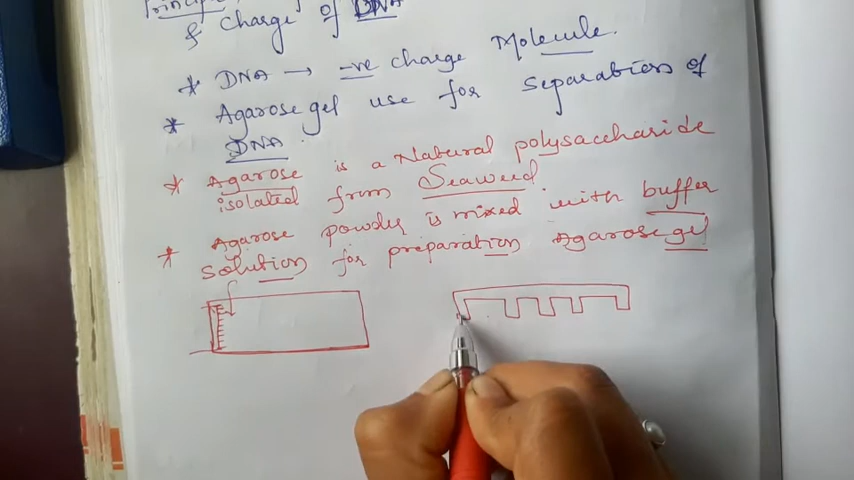 Principle
& charge of DNA
* DNA → -ve charge Molecule.
* Agarose gel use for separation of
DNA.
* Agarose is a Natural polysaccharide
isolated from Seaweed
* Agarose powder is mixed with buffer
solution for preparation Agarose gel